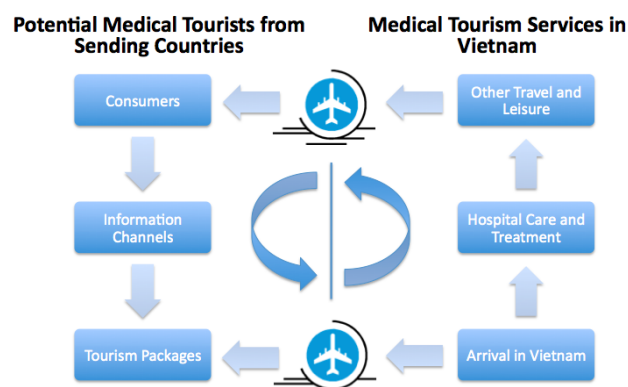 Potential Medical Tourists from
Sending Countries
Medical Tourism Services in
Vietnam
Consumers
Other Travel and
Leisure
Information
Channels
Hospital Care and
Treatment
Tourism Packages
Arrival in Vietnam